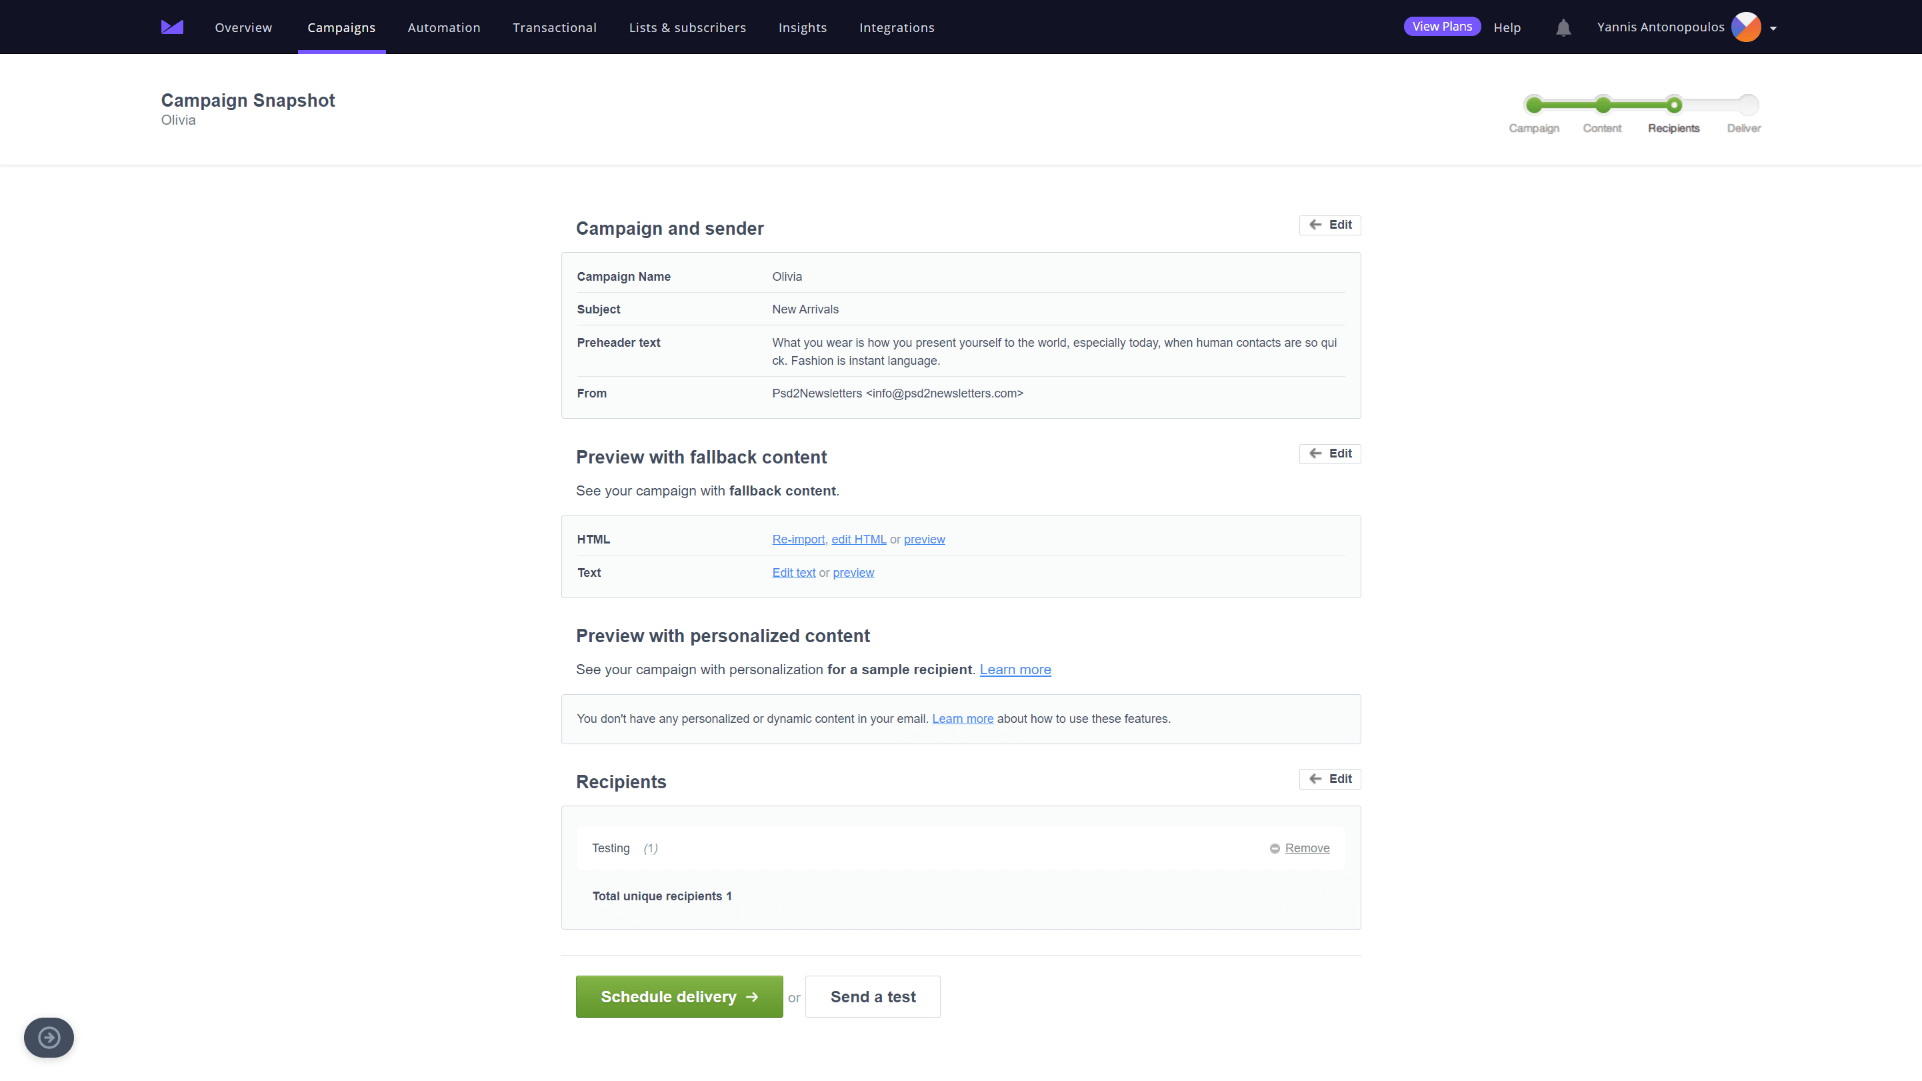 Overview Campaigns Automation Transactional Lists & subscribers Insights Integrations View Plans Help Yannis Antonopoulos
Campaign Snapshot
Olivia
Campaign Content Recipients Deliver
Campaign and sender Edit
Campaign Name Olivia
Subject New Arrivals
Preheader text What you wear is how you present yourself to the world, especially today, when human contacts are so qui
ck. Fashion is instant language.
From Psd2Newsletters <info@psd2newsletters.com>
Preview with fallback content Edit
See your campaign with fallback content.
HTML Re-import, edit HTML or preview
Text Edit text or preview
Preview with personalized content
See your campaign with personalization for a sample recipient. Learn more
You don't have any personalized or dynamic content in your email. Learn more about how to use these features.
Recipients Edit
Testing (1) Remove
Total unique recipients 1
Schedule delivery → or Send a test